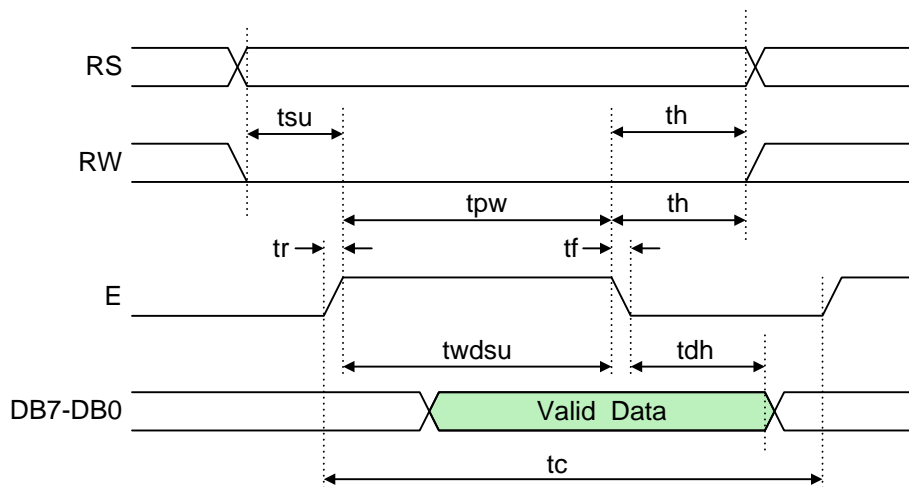 RS
tsu
th
RW
tpw
th
tr
tf
E
twdsu
tdh
DB7-DB0
Valid Data
tc